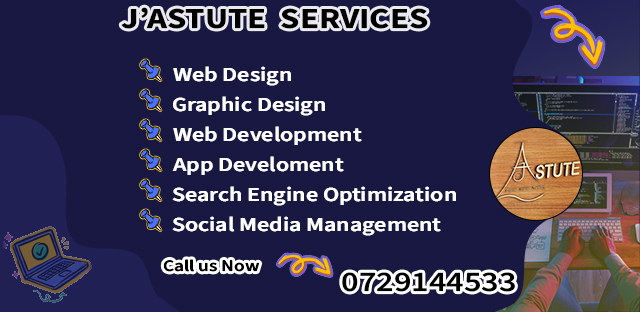 J'ASTUTE SERVICES
Web Design
Graphic Design
Web Development
App Develoment
Search Engine Optimization
Social Media Management
ASTUTE
Call us Now
0729144533